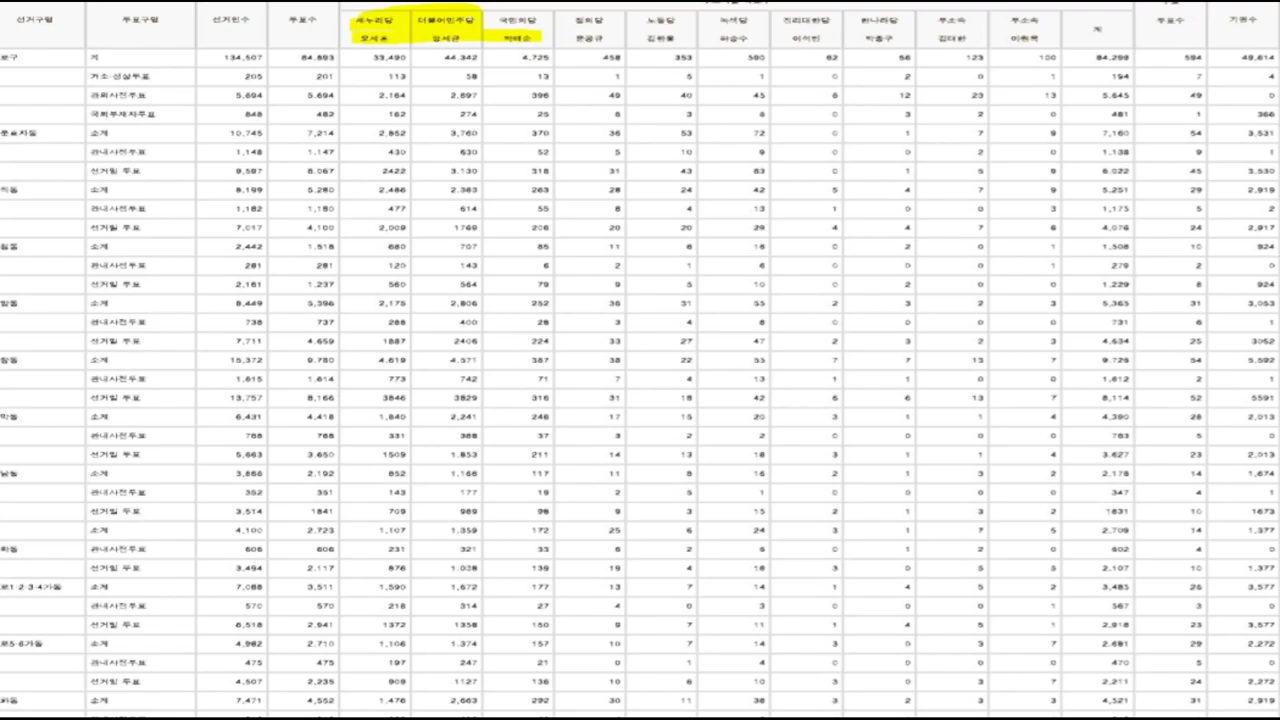 선거구명 투표구명 선거인수 투표수 새누리당 더불어민주당 국민의당 정의당 노동당 녹색당 진리대한당 한나라당 무소속 무소속 계 투표수 기권수
오세훈 정세균 박태순 윤공규 김한울 하승수 이석인 박종구 김대한 이원옥
로구 계 134,507 84,893 33,490 44,342 4,725 458 353 590 62 56 123 100 84,299 594 49,614
거소·선상투표 205 201 113 58 13 1 5 1 0 2 0 1 194 7 4
관외사전투표 5,694 5,694 2,164 2,897 396 49 40 45 6 12 23 13 5,645 49 0
국외부재자투표 848 482 162 274 25 6 3 6 0 3 2 0 481 1 366
운효자동 소계 10,745 7,214 2,852 3,760 370 36 53 72 0 1 7 9 7,160 54 3,531
관내사전투표 1,148 1,147 430 630 52 5 10 9 0 0 2 0 1,138 9 1
선거일 투표 9,597 6,067 2422 3,130 318 31 43 63 0 1 5 9 6,022 45 3,530
직동 소계 8,199 5,280 2,486 2,383 263 28 24 42 5 4 7 9 5,251 29 2,919
관내사전투표 1,182 1,180 477 614 55 8 4 13 1 0 0 3 1,175 5 2
선거일 투표 7,017 4,100 2,009 1769 208 20 20 29 4 4 7 6 4,076 24 2,917
소계 2,442 1,518 680 707 85 11 6 16 0 2 0 1 1,508 10 924
관내사전투표 281 281 120 143 6 2 1 6 0 0 0 1 279 2 0
선거일 투표 2,161 1,237 560 564 79 9 5 10 0 2 0 0 1,229 8 924
창동 소계 8,449 5,396 2,175 2,806 252 36 31 55 2 3 2 3 5,365 31 3,053
관내사전투표 738 737 288 400 28 3 4 8 0 0 0 0 731 6 1
선거일 투표 7,711 4,659 1887 2406 224 33 27 47 2 3 2 3 4,634 25 3052
창동 소계 15,372 9,780 4,619 4,571 387 38 22 55 7 7 13 7 9,726 54 5,592
관내사전투표 1,615 1,614 773 742 71 7 4 13 1 1 0 0 1,612 2 1
선거일 투표 13,757 8,166 3846 3829 316 31 18 42 6 6 13 7 8,114 52 5591
악동 소계 6,431 4,418 1,840 2,241 248 17 15 20 3 1 1 4 4,390 28 2,013
관내사전투표 768 768 331 388 37 3 2 2 0 0 0 0 763 5 0
선거일 투표 5,663 3,650 1509 1,853 211 14 13 18 3 1 1 4 3,627 23 2,013
남동 소계 3,866 2,192 852 1,166 117 11 8 16 2 1 3 2 2,178 14 1,674
관내사전투표 352 351 143 177 19 2 5 1 0 0 0 0 347 4 1
선거일 투표 3,514 1841 709 989 98 9 3 15 2 1 3 2 1831 10 1673
소계 4,100 2,723 1,107 1,359 172 25 6 24 3 1 7 5 2,709 14 1,377
화동 관내사전투표 606 606 231 321 33 6 2 6 0 1 2 0 602 4 0
선거일 투표 3,494 2,117 876 1,038 139 19 4 18 3 0 5 5 2,107 10 1,377
로1·2·3·4가동 소계 7,088 3,511 1,590 1,672 177 13 7 14 1 4 5 2 3,485 26 3,577
관내사전투표 570 570 218 314 27 4 0 3 0 0 0 1 567 3 0
선거일 투표 6,518 2,941 1372 1358 150 9 7 11 1 4 5 1 2,918 23 3,577
로5·6가동 소계 4,982 2,710 1,106 1,374 157 10 7 14 3 0 3 7 2,681 29 2,272
관내사전투표 475 475 197 247 21 0 1 4 0 0 0 0 470 5 0
선거일 투표 4,507 2,235 909 1127 136 10 6 10 3 0 3 7 2,211 24 2,272
화동 소계 7,471 4,552 1,476 2,663 292 30 11 38 3 2 3 3 4,521 31 2,919